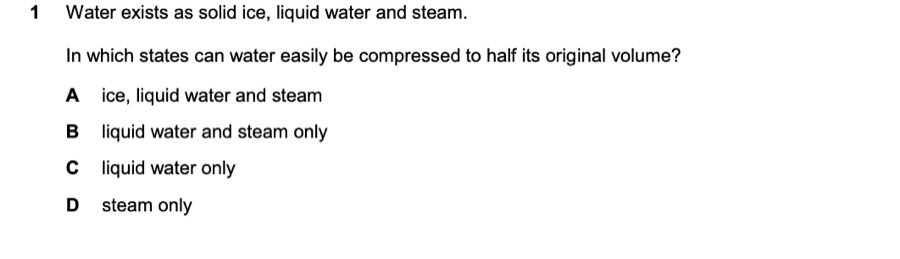 1 Water exists as solid ice, liquid water and steam.
In which states can water easily be compressed to half its original volume?
A ice, liquid water and steam
B liquid water and steam only
C liquid water only
D steam only